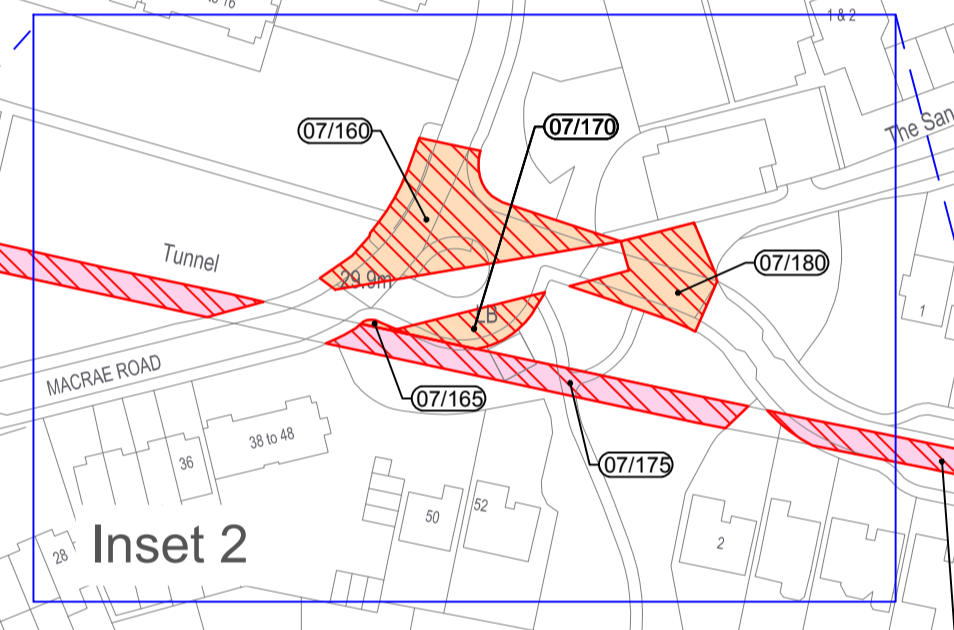 1 & 2
The San
07/160
07/170
Tunnel
07/180
29.9m
LB
1
MACRAE ROAD
07/165
38 to 48
36
07/175
52
50
2
Inset 2
28